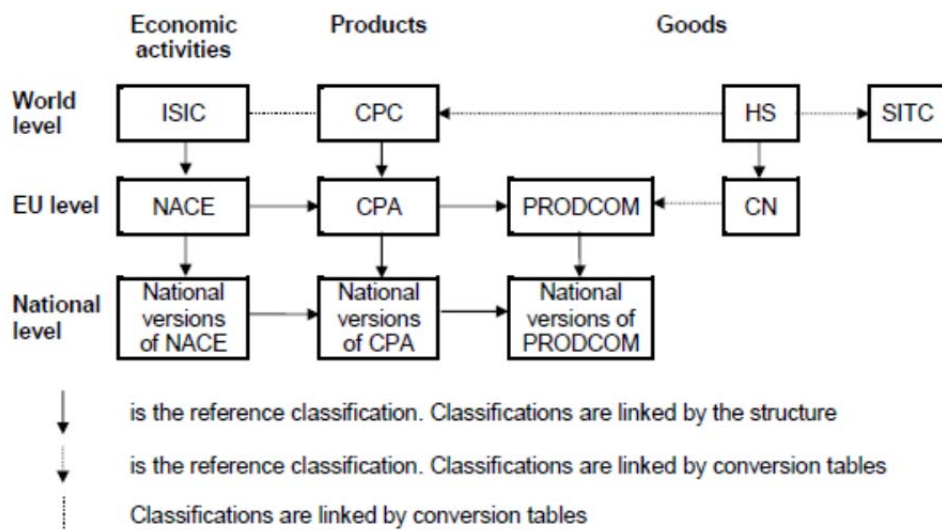 Economic
activities
Products
Goods
World
level
ISIC
CPC
HS
SITC
EU level
NACE
CPA
PRODCOM
CN
National
level
National
versions
of NACE
National
versions
of CPA
National
versions of
PRODCOM
is the reference classification. Classifications are linked by the structure
is the reference classification. Classifications are linked by conversion tables
Classifications are linked by conversion tables